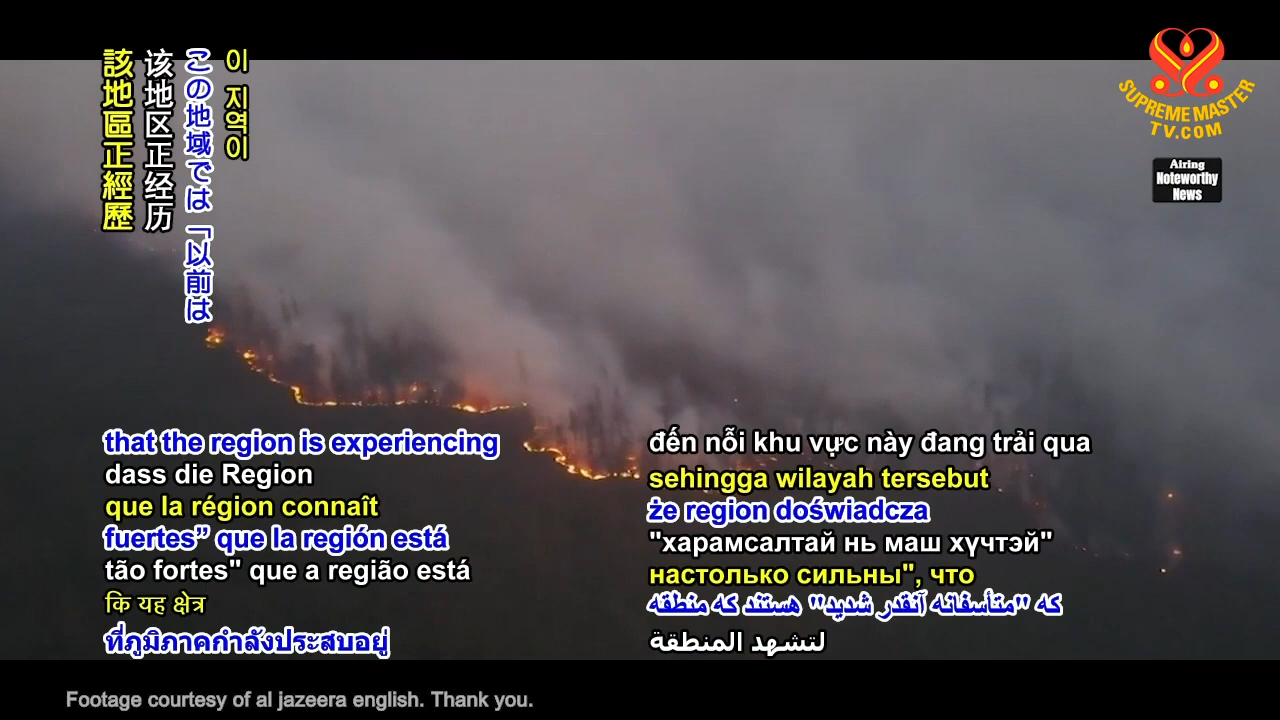 該地區正經歷
该地区正经历
この地域では「以前は
이 지역이
SUPREME MASTER
TV.COM
Airing
Noteworthy
News
that the region is experiencing
dass die Region
que la région connaît
fuertes” que la región está
tão fortes" que a região está
कि यह क्षेत्र
ที่ภูมิภาคกำลังประสบอยู่
đến nỗi khu vực này đang trải qua
sehingga wilayah tersebut
że region doświadcza
"харамсалтай нь маш хүчтэй"
настолько сильны", что
که "متأسفانه آنقدر شدید" هستند که منطقه
لتشهد المنطقة
Footage courtesy of al jazeera english. Thank you.